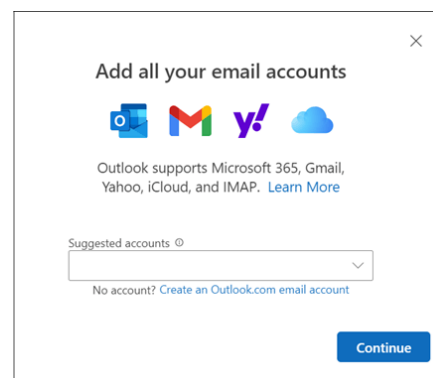 Add all your email accounts
Outlook supports Microsoft 365, Gmail,
Yahoo, iCloud, and IMAP. Learn More
Suggested accounts
No account? Create an Outlook.com email account
Continue